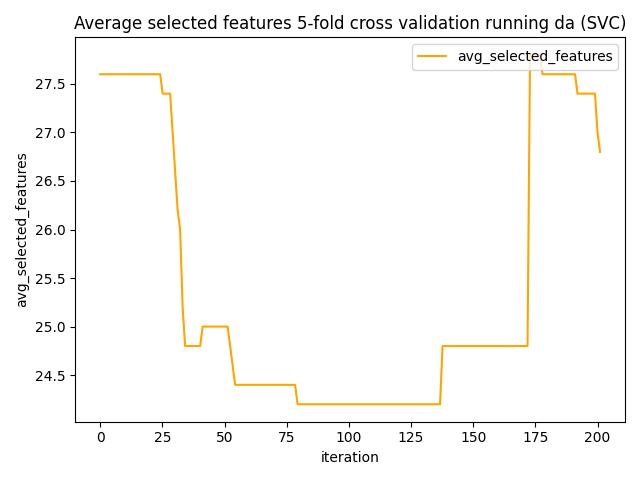 Average selected features 5-fold cross validation running da (SVC)
avg_selected_features
27.5
27.0
26.5
26.0
25.5
25.0
24.5
avg_selected_features
0 25 50 75 100 125 150 175 200
iteration